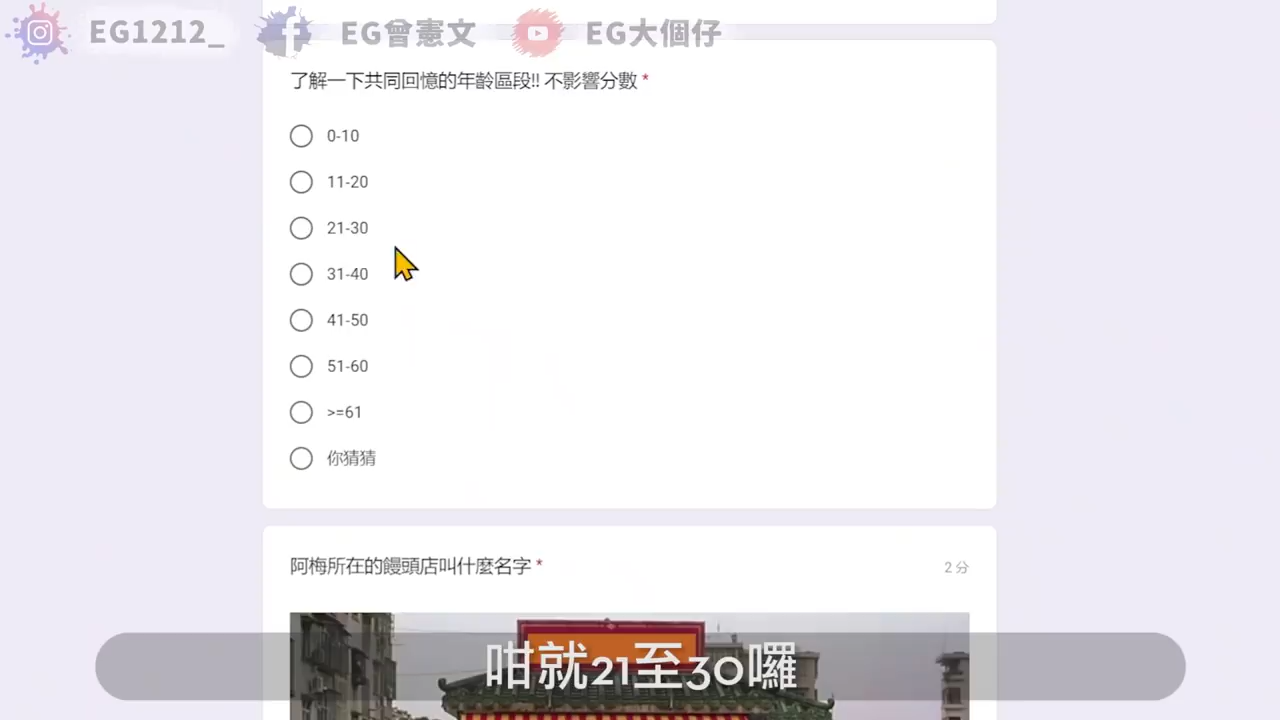 EG1212_ EG曾憲文 EG大個仔
了解一下共同回憶的年齡區段!! 不影響分數 *
0-10
11-20
21-30
31-40
41-50
51-60
>=61
你猜猜
阿梅所在的饅頭店叫什麼名字 * 2 分
咁就21至30囉